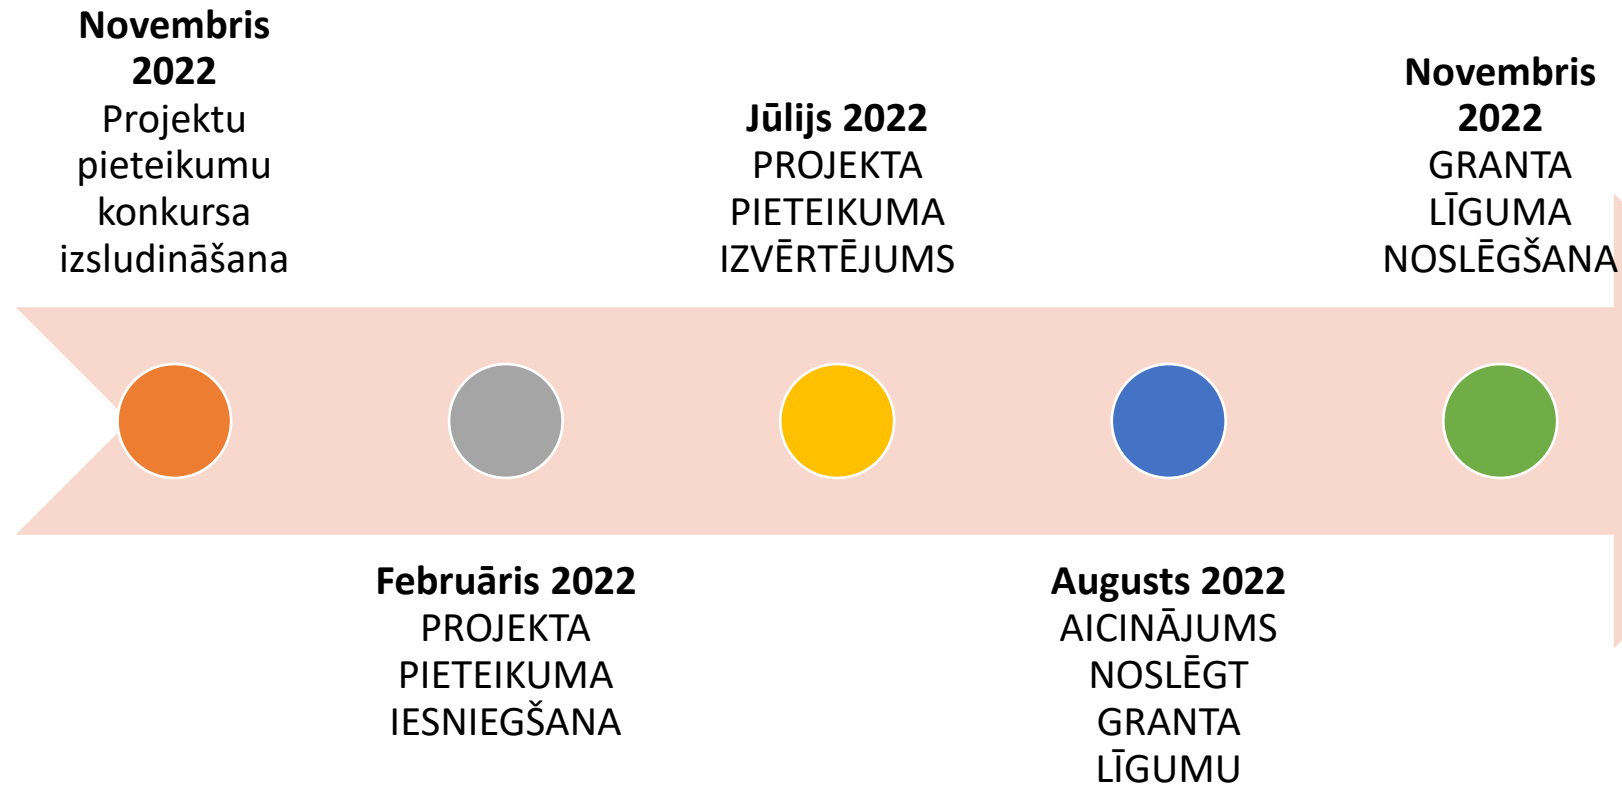 Novembris
2022
Projektu
pieteikumu
konkursa
izsludināšana
Februāris 2022
PROJEKTA
PIETEIKUMA
IESNIEGŠANA
Jūlijs 2022
PROJEKTA
PIETEIKUMA
IZVĒRTĒJUMS
Augusts 2022
AICINĀJUMS
NOSLĒGT
GRANTA
LĪGUMU
Novembris
2022
GRANTA
LĪGUMA
NOSLĒGŠANA